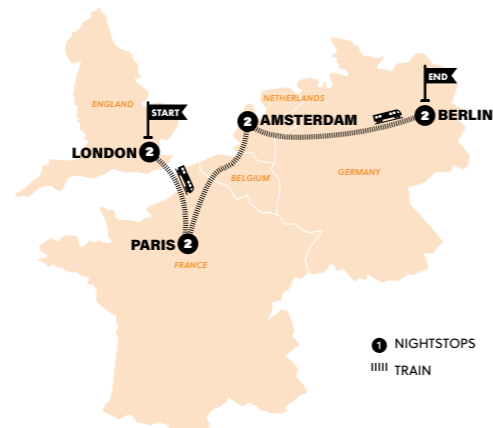 END
NETHERLANDS
ENGLAND
START
2 AMSTERDAM
2 BERLIN
LONDON 2
BELGIUM
GERMANY
PARIS 2
FRANCE
1 NIGHTSTOPS
TRAIN